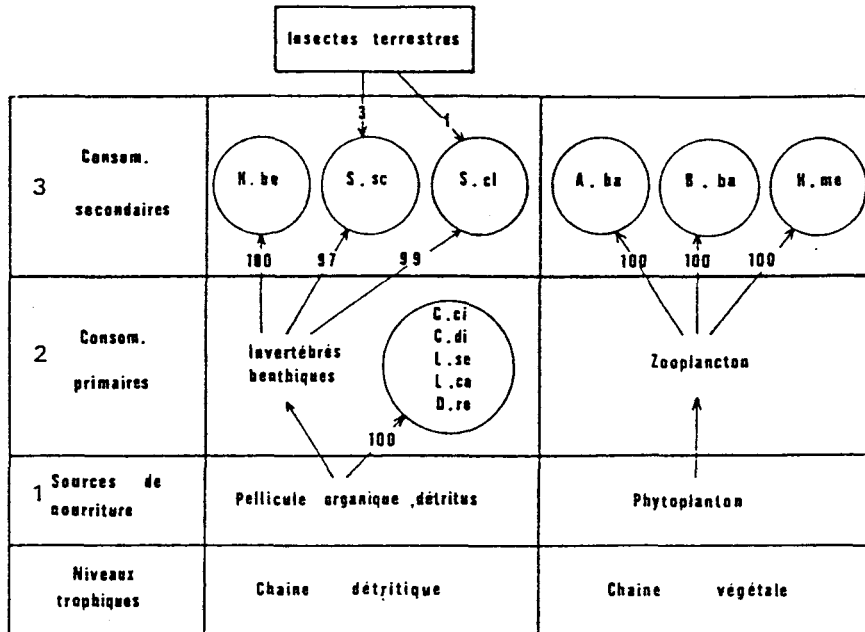 Insectes terrestres
3
1
3
Consom.
secondaires
H.be
S.sc
S.cl
A.ba
B.ba
H.me
100
97
99
100
100
100
2
Consom.
primaires
Invertébrés
benthiques
C.ci
C.di
L.se
L.ca
D.re
Zooplancton
100
1
Sources de
nourriture
Pellicule organique ,détritus
Phytoplanton
Niveaux
trophiques
Chaine détritique
Chaine végétale